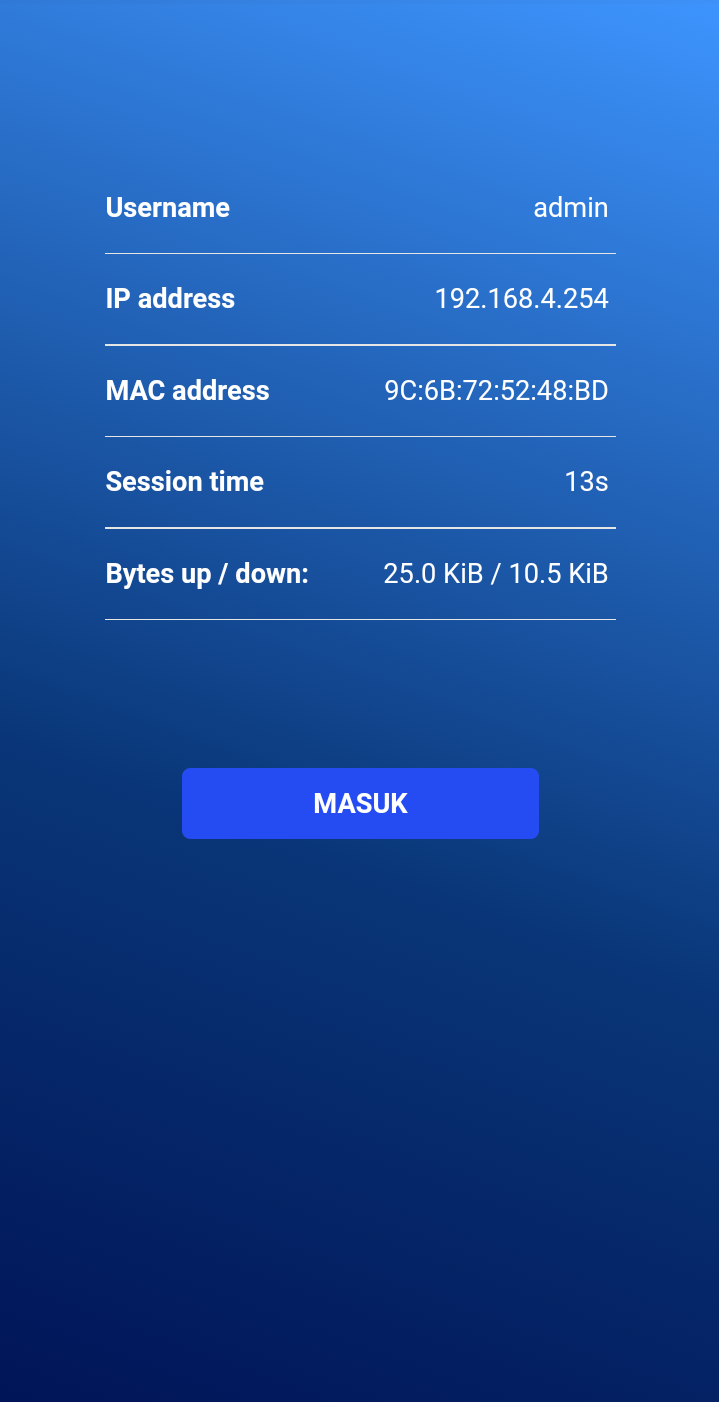 Username admin
IP address 192.168.4.254
MAC address 9C:6B:72:52:48:BD
Session time 13s
Bytes up / down: 25.0 KiB / 10.5 KiB
MASUK